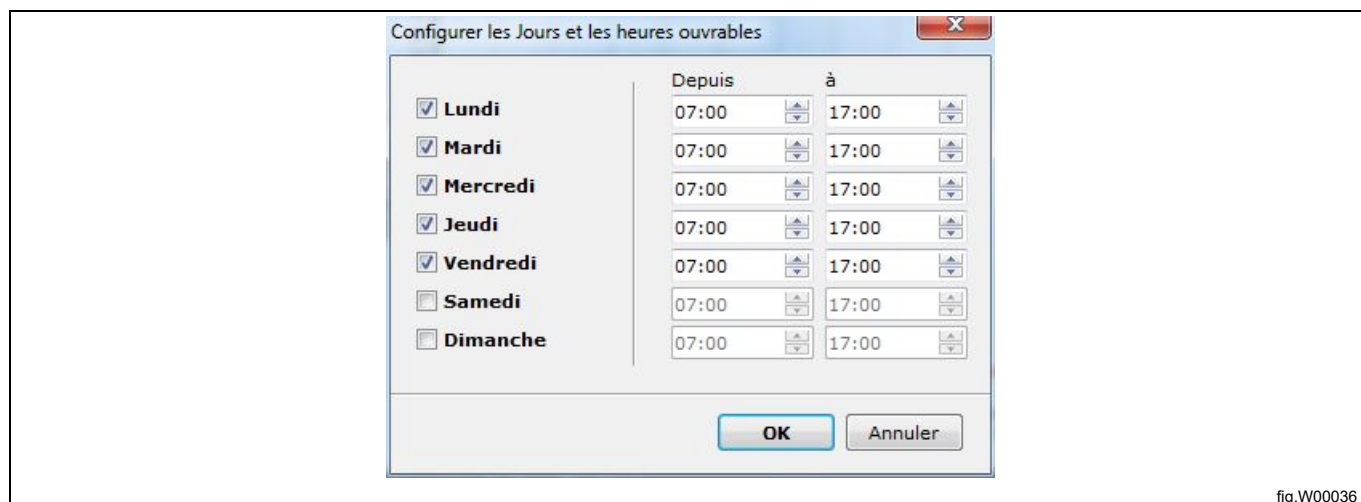 Configurer les Jours et les heures ouvrables
Depuis à
Lundi 07:00 17:00
Mardi 07:00 17:00
Mercredi 07:00 17:00
Jeudi 07:00 17:00
Vendredi 07:00 17:00
Samedi 07:00 17:00
Dimanche 07:00 17:00
OK Annuler
fig.W00036